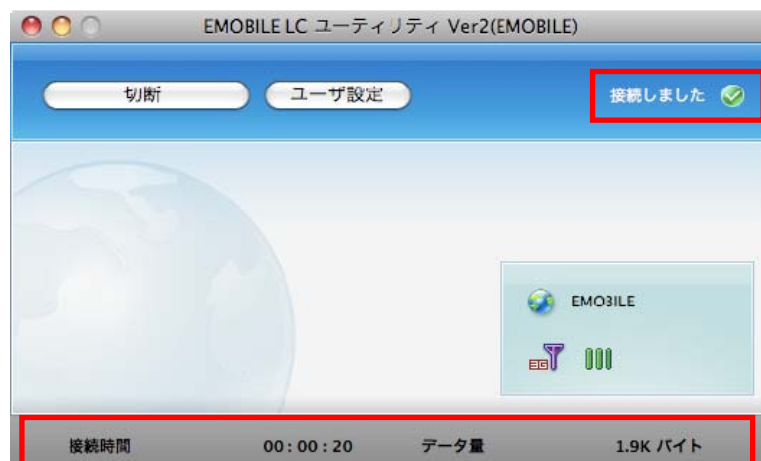 EMOBILE LC ユーティリティ Ver2(EMOBILE)
切断 ユーザ設定 接続しました
EMOBILE
EG
接続時間 00:00:20 データ量 1.9K バイト